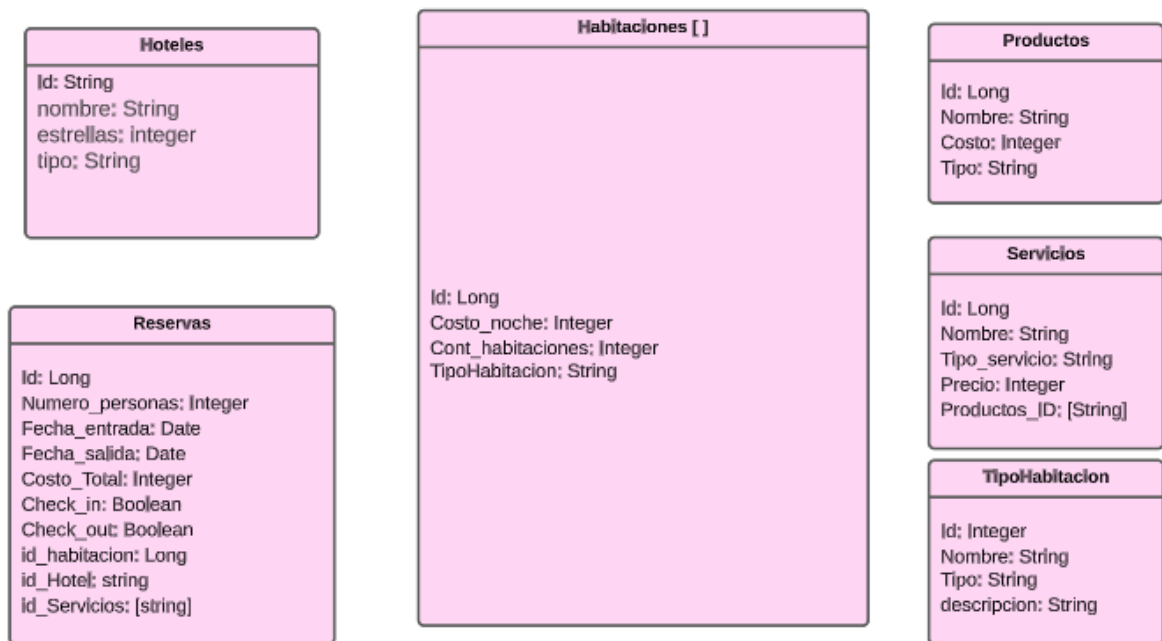 Hoteles
Id: String
nombre: String
estrellas: integer
tipo: String
Reservas
Id: Long
Numero_personas: Integer
Fecha_entrada: Date
Fecha_salida: Date
Costo_Total: Integer
Check_in: Boolean
Check_out: Boolean
id_habitacion: Long
id_Hotel: string
id_Servicios: [string]
Habitaciones [ ]
Id: Long
Costo_noche: Integer
Cont_habitaciones: Integer
TipoHabitacion: String
Productos
Id: Long
Nombre: String
Costo: Integer
Tipo: String
Servicios
Id: Long
Nombre: String
Tipo_servicio: String
Precio: Integer
Productos_ID: [String]
TipoHabitacion
Id: Integer
Nombre: String
Tipo: String
descripcion: String